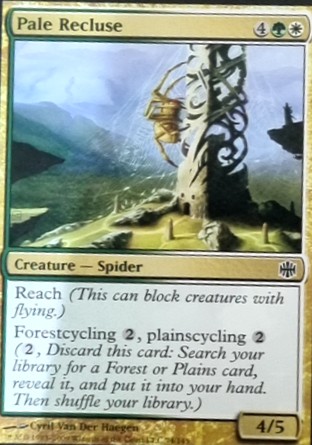 Pale Recluse 4
Creature — Spider
Reach (This can block creatures with
flying.)
Forestcycling 2, plainscycling 2
(2, Discard this card: Search your
library for a Forest or Plains card,
reveal it, and put it into your hand.
Then shuffle your library.)
Cyril Van Der Haegen
4/5